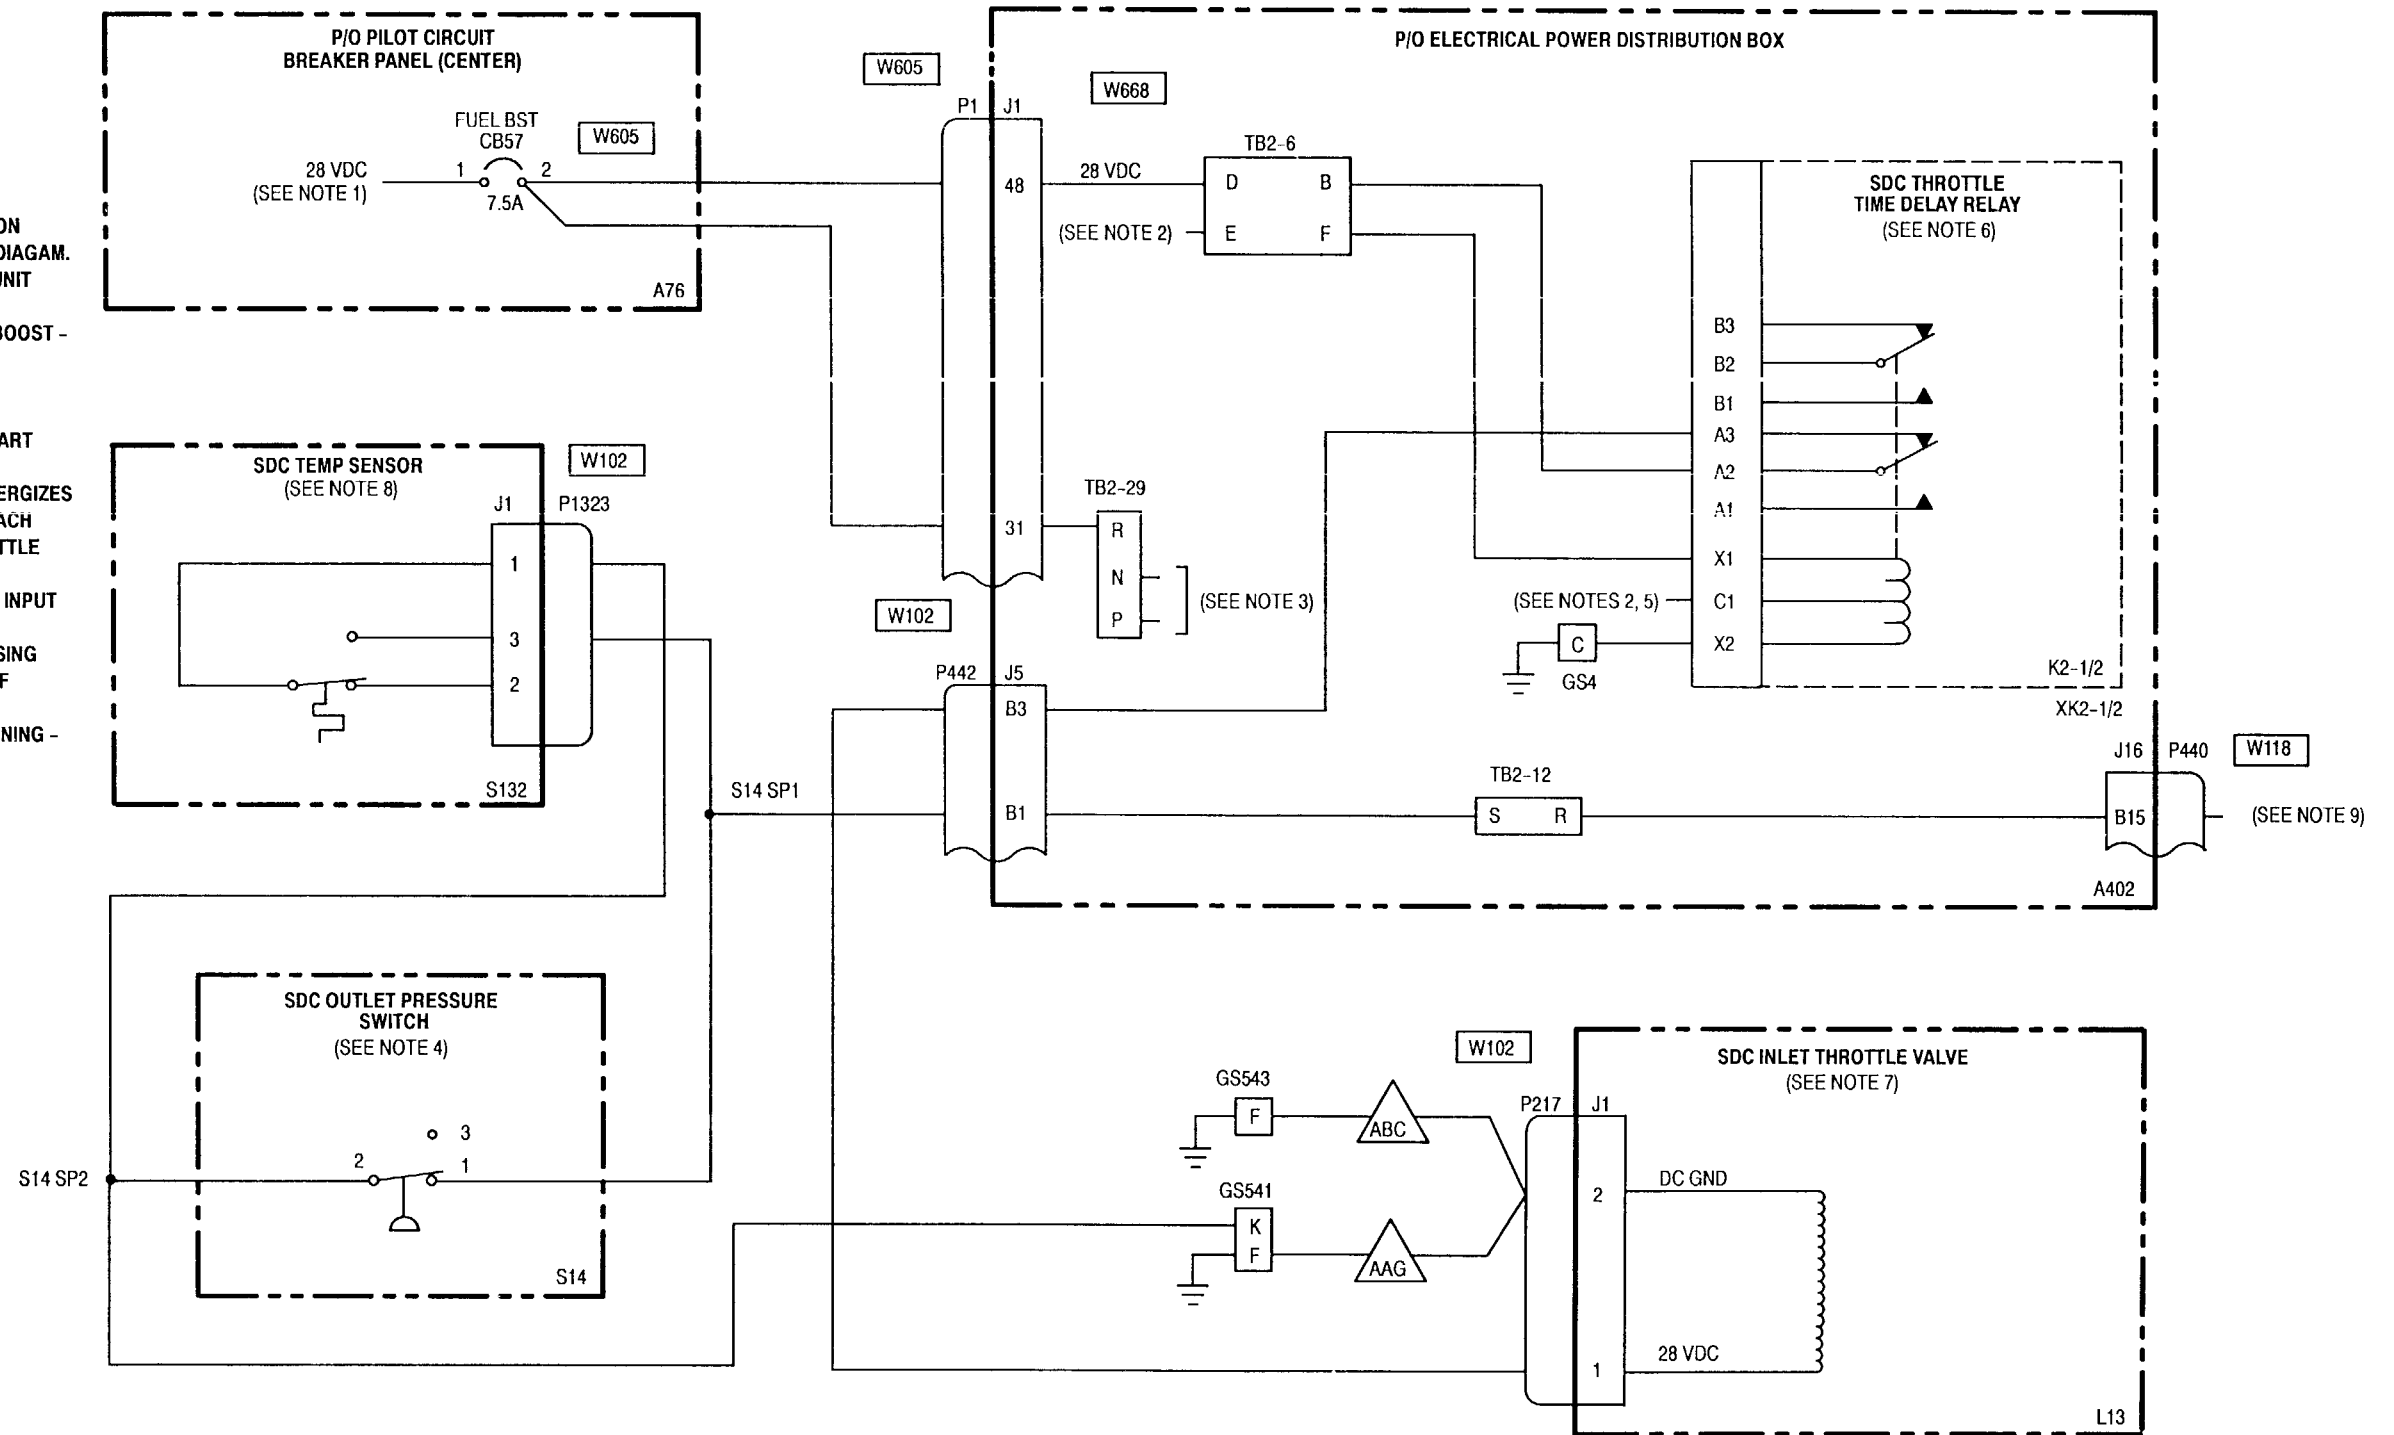 ON
DIAGAM.
UNIT
BOOST –
ART
ERGIZES
ACH
TTLE
INPUT
SING
F
NING –
P/O PILOT CIRCUIT
BREAKER PANEL (CENTER)
FUEL BST
CB57
W605
28 VDC
(SEE NOTE 1)
1
2
7.5A
A76
W605
P1
J1
48
31
P/O ELECTRICAL POWER DISTRIBUTION BOX
W668
28 VDC
(SEE NOTE 2)
TB2-6
D
B
E
F
TB2-29
R
N
P
(SEE NOTE 3)
SDC THROTTLE
TIME DELAY RELAY
(SEE NOTE 6)
B3
B2
B1
A3
A2
A1
X1
C1
X2
(SEE NOTES 2, 5)
C
GS4
K2-1/2
XK2-1/2
SDC TEMP SENSOR
(SEE NOTE 8)
W102
J1
P1323
1
3
2
S132
W102
P442
J5
B3
B1
S14 SP1
TB2-12
S
R
J16
P440
W118
B15
(SEE NOTE 9)
A402
SDC OUTLET PRESSURE
SWITCH
(SEE NOTE 4)
3
2
1
S14
S14 SP2
W102
GS543
F
ABC
GS541
K
F
AAG
P217
J1
2
1
SDC INLET THROTTLE VALVE
(SEE NOTE 7)
DC GND
28 VDC
L13